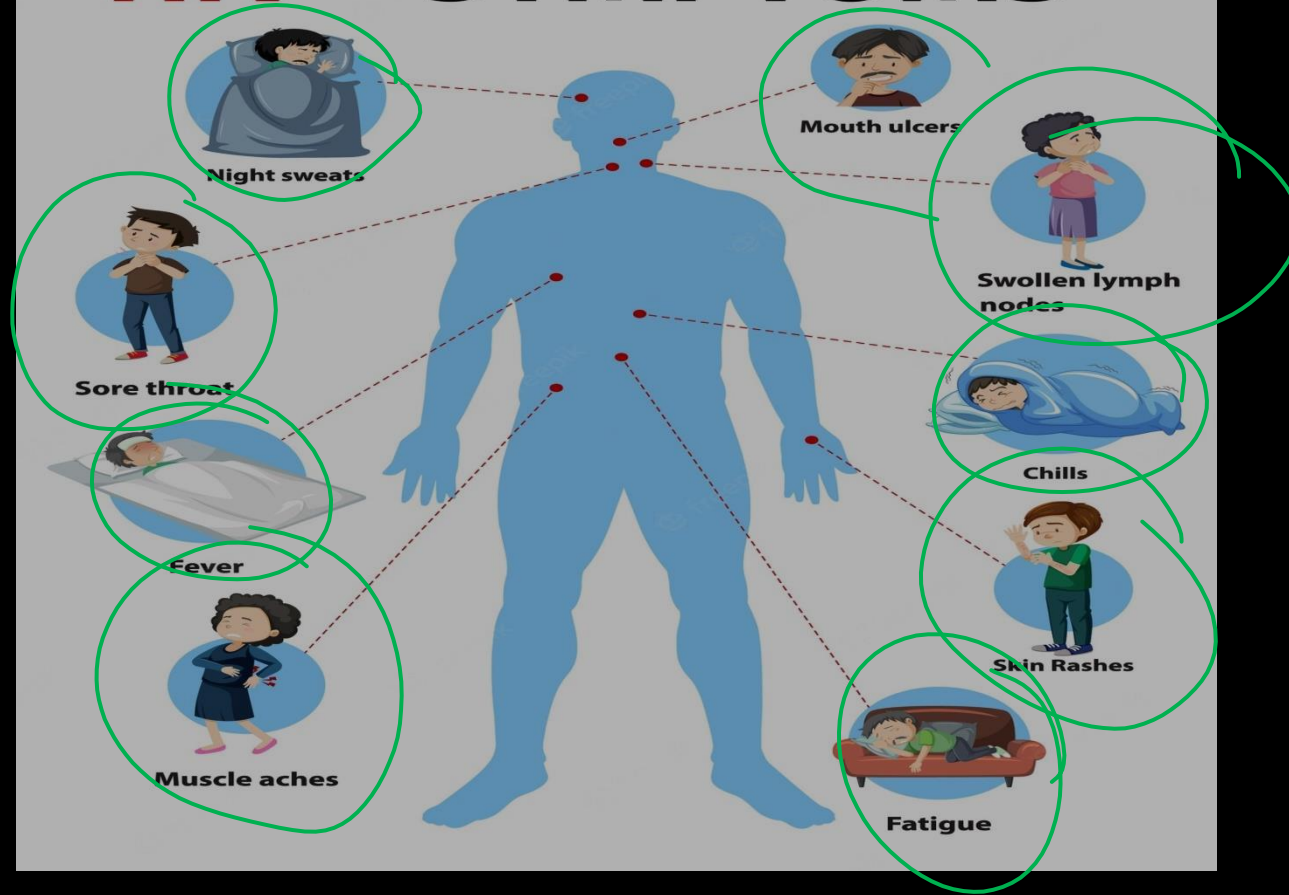 Night sweats
Mouth ulcers
Sore throat
Swollen lymph
nodes
Fever
Chills
Muscle aches
Skin Rashes
Fatigue